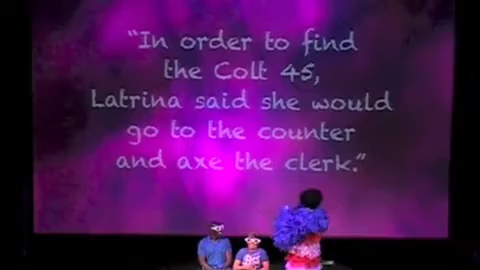 “In order to find
the Colt 45,
Latrina said she would
go to the counter
and axe the clerk.”